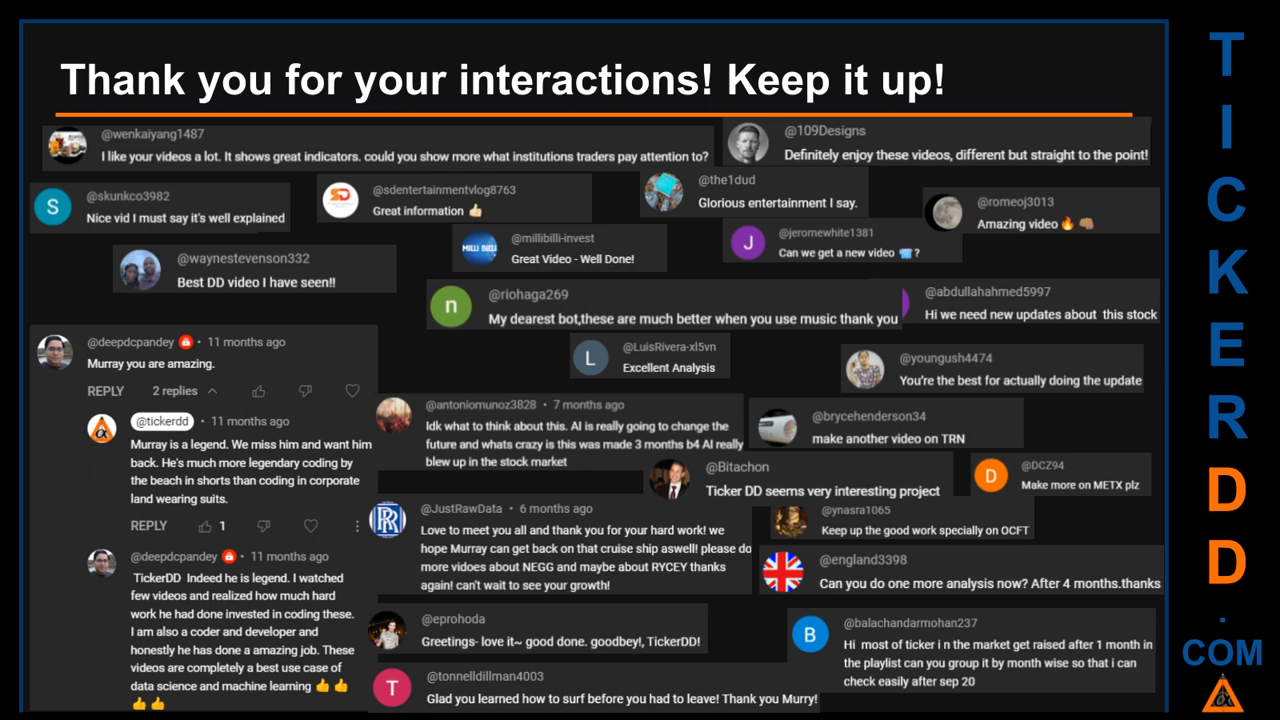 Thank you for your interactions! Keep it up!
@wenkaiyang1487
I like your videos a lot. It shows great indicators. could you show more what institutions traders pay attention to?
@109Designs
Definitely enjoy these videos, different but straight to the point!
S
@skunkco3982
Nice vid I must say it's well explained
@sdentertainmentvlog8763
Great information 👍🏻
@the1dud
Glorious entertainment I say.
@romeoj3013
Amazing video 🔥 👊🏽
MILLI BILLI
@millibilli-invest
Great Video - Well Done!
J
@jeromewhite1381
Can we get a new video ?
@waynestevenson332
Best DD video I have seen!!
n
@riohaga269
My dearest bot,these are much better when you use music thank you
@abdullahahmed5997
Hi we need new updates about this stock
L
@LuisRivera-xl5vn
Excellent Analysis
@youngush4474
You're the best for actually doing the update
@deepdcpandey • 11 months ago
Murray you are amazing.
REPLY 2 replies
@tickerdd • 11 months ago
Murray is a legend. We miss him and want him
back. He's much more legendary coding by
the beach in shorts than coding in corporate
land wearing suits.
REPLY 1
@deepdcpandey • 11 months ago
TickerDD Indeed he is legend. I watched
few videos and realized how much hard
work he had done invested in coding these.
I am also a coder and developer and
honestly he has done a amazing job. These
videos are completely a best use case of
data science and machine learning 👍 👍
👍 👍
@antoniomunoz3828 • 7 months ago
Idk what to think about this. AI is really going to change the
future and whats crazy is this was made 3 months b4 AI really
blew up in the stock market
@brycehenderson34
make another video on TRN
@Bitachon
Ticker DD seems very interesting project
D
@DCZ94
Make more on METX plz
@JustRawData • 6 months ago
Love to meet you all and thank you for your hard work! we
hope Murray can get back on that cruise ship aswell! please do
more vidoes about NEGG and maybe about RYCEY thanks
again! can't wait to see your growth!
@ynasra1065
Keep up the good work specially on OCFT
@england3398
Can you do one more analysis now? After 4 months.thanks
@eprohoda
Greetings- love it~ good done. goodbey!, TickerDD!
B
@balachandarmohan237
Hi most of ticker i n the market get raised after 1 month in
the playlist can you group it by month wise so that i can
check easily after sep 20
T
@tonnelldillman4003
Glad you learned how to surf before you had to leave! Thank you Murry!
TICKERDD
.
COM